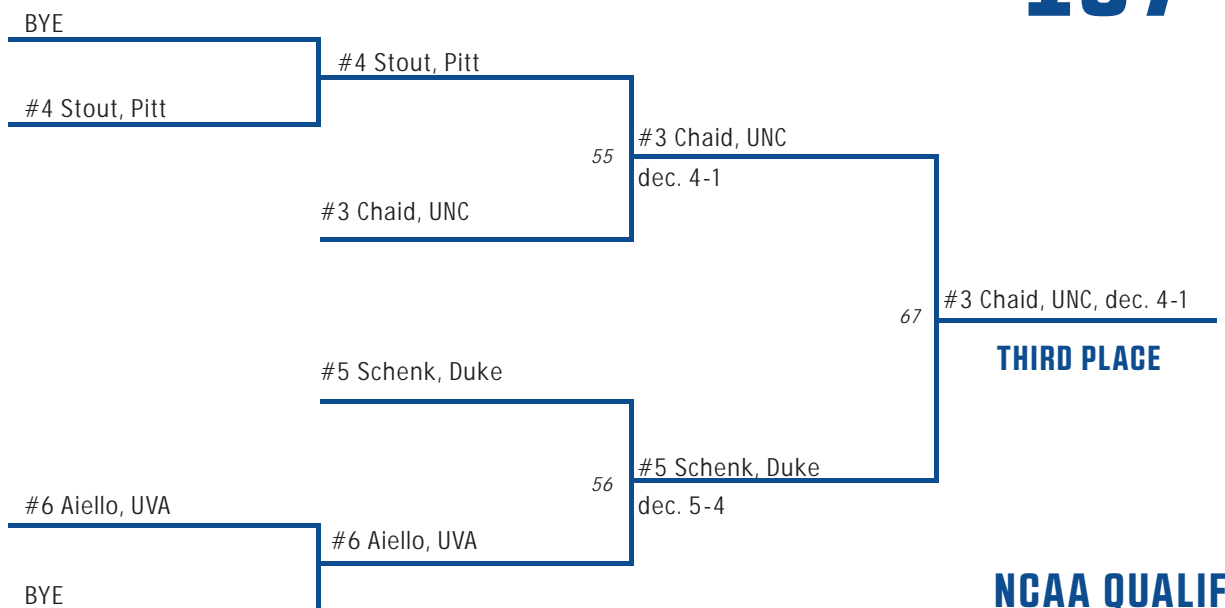 BYE
#4 Stout, Pitt
#4 Stout, Pitt
#3 Chaid, UNC
55
dec. 4-1
#3 Chaid, UNC
#3 Chaid, UNC, dec. 4-1
67
THIRD PLACE
#5 Schenk, Duke
#5 Schenk, Duke
56
dec. 5-4
#6 Aiello, UVA
#6 Aiello, UVA
BYE
NCAA